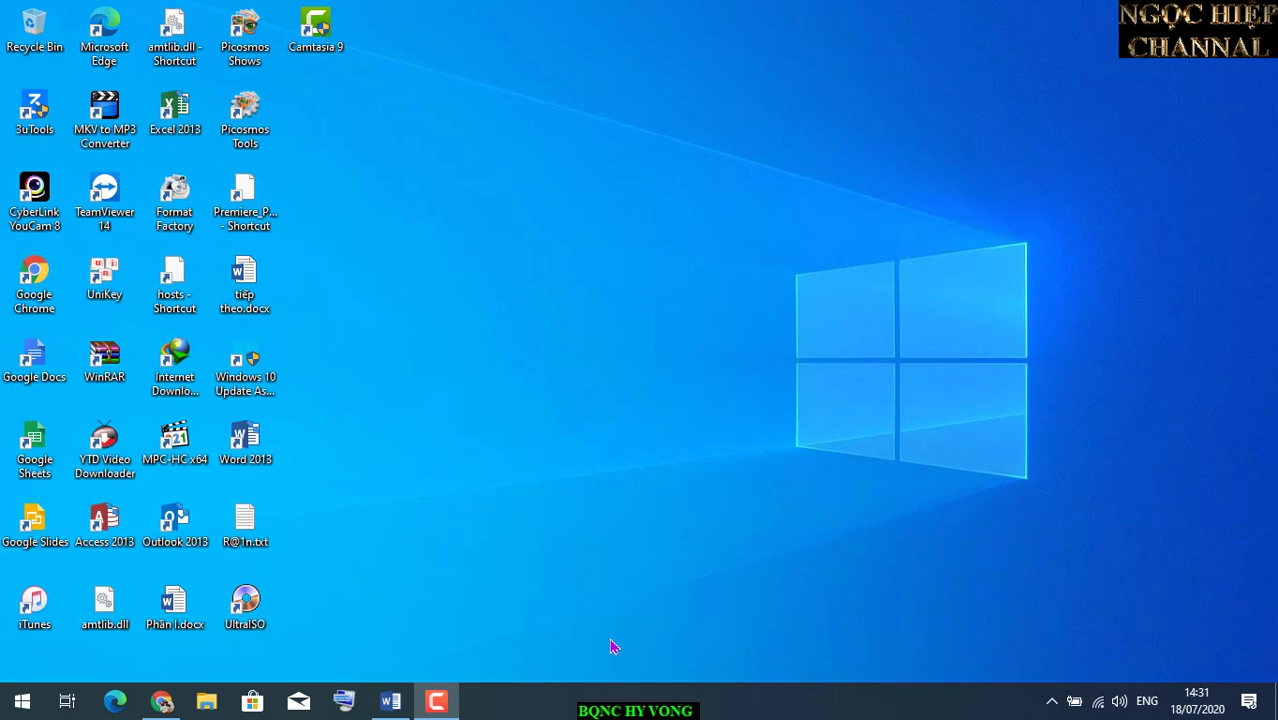 NGỌC HIỆP
CHANNAL
Recycle Bin
Microsoft
Edge
amtlib.dll -
Shortcut
Picosmos
Shows
Camtasia 9
3uTools
MKV to MP3
Converter
Excel 2013
Picosmos
Tools
CyberLink
YouCam 8
TeamViewer
14
Format
Factory
Premiere_P...
- Shortcut
Google
Chrome
UniKey
hosts -
Shortcut
tiếp
theo.docx
Google Docs
WinRAR
Internet
Downlo...
Windows 10
Update As...
Google
Sheets
YTD Video
Downloader
MPC-HC x64
Word 2013
Google Slides
Access 2013
Outlook 2013
R@1n.txt
iTunes
amtlib.dll
Phần I.docx
UltraISO
ENG
14:31
18/07/2020
BQNC HY VONG